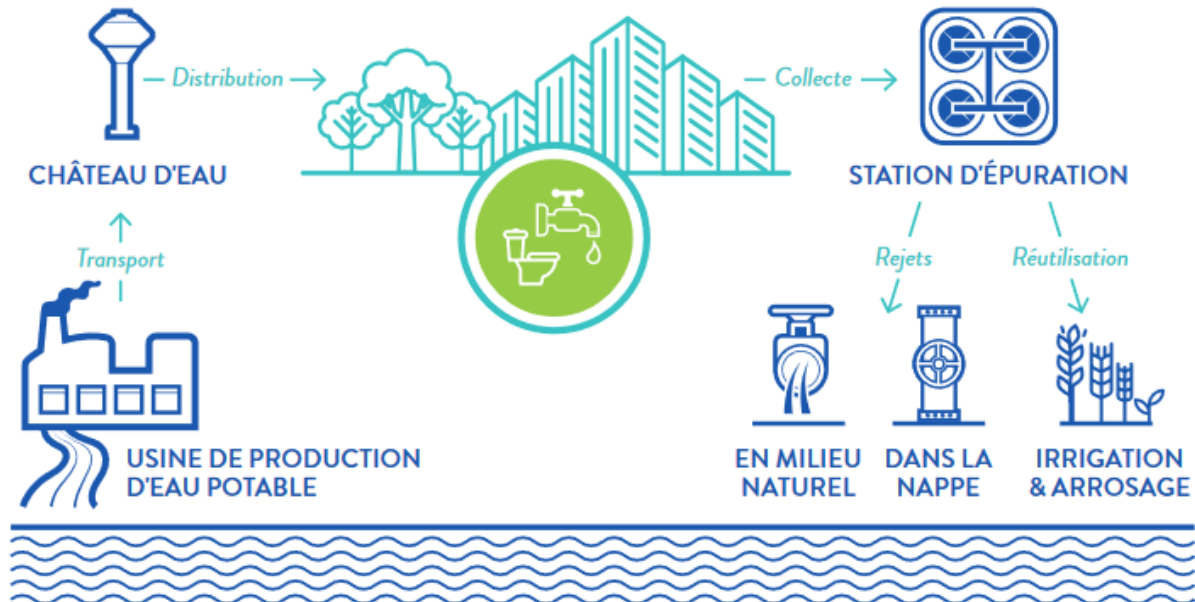 Distribution
Collecte
CHÂTEAU D'EAU
STATION D'ÉPURATION
Transport
Rejets
Réutilisation
USINE DE PRODUCTION
D'EAU POTABLE
EN MILIEU
NATUREL
DANS LA
NAPPE
IRRIGATION
& ARROSAGE